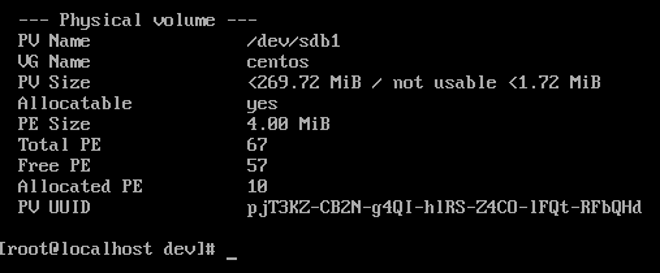 --- Physical volume ---
PV Name /dev/sdb1
VG Name centos
PV Size <269.72 MiB / not usable <1.72 MiB
Allocatable yes
PE Size 4.00 MiB
Total PE 67
Free PE 57
Allocated PE 10
PV UUID pjT3KZ-CB2N-g4QI-hlRS-Z4CO-lFQt-RFbQHd
[root@localhost dev]# _